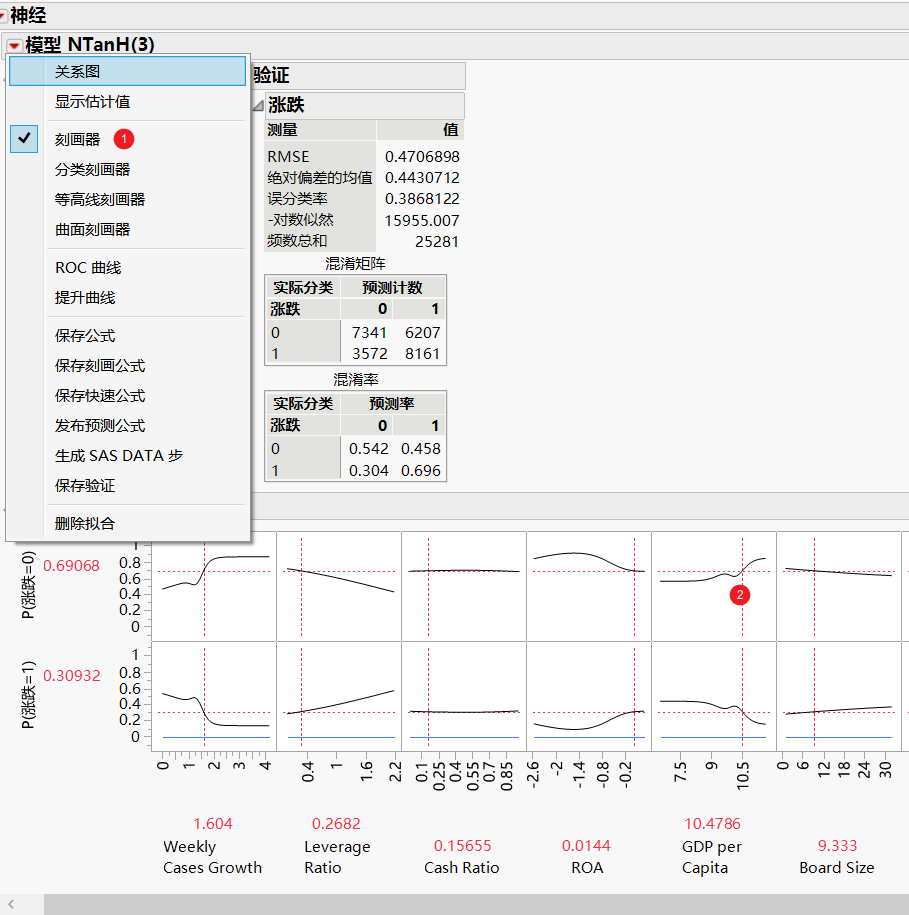 神经
模型 NTanH(3)
关系图
显示估计值
刻画器 1
分类刻画器
等高线刻画器
曲面刻画器
ROC 曲线
提升曲线
保存公式
保存刻画公式
保存快速公式
发布预测公式
生成 SAS DATA 步
保存验证
删除拟合
验证
涨跌
测量 值
RMSE 0.4706898
绝对偏差的均值 0.4430712
误分类率 0.3868122
-对数似然 15955.007
频数总和 25281
混淆矩阵
实际分类 预测计数
涨跌 0 1
0 7341 6207
1 3572 8161
混淆率
实际分类 预测率
涨跌 0 1
0 0.542 0.458
1 0.304 0.696
P(涨跌=0)
0.69068
0.8
0.6
0.4
0.2
0
2
P(涨跌=1)
0.30932
1
0.8
0.6
0.4
0.2
0
0 1 2 3 4
0.4 1 1.6 2.2
0.1 0.25 0.4 0.55 0.7 0.85
-2.6 -2 -1.4 -0.8 -0.2
7.5 9 10.5
0 6 12 18 24 30
1.604
Weekly
Cases Growth
0.2682
Leverage
Ratio
0.15655
Cash Ratio
0.0144
ROA
10.4786
GDP per
Capita
9.333
Board Size